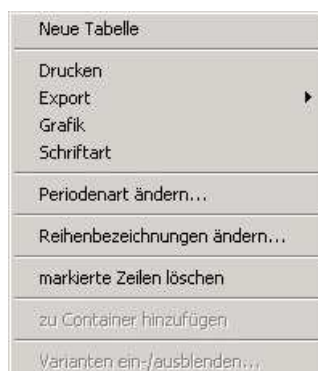 Neue Tabelle
Drucken
Export
Grafik
Schriftart
Periodenart ändern...
Reihenbezeichnungen ändern...
markierte Zeilen löschen
zu Container hinzufügen
Varianten ein-/ausblenden...